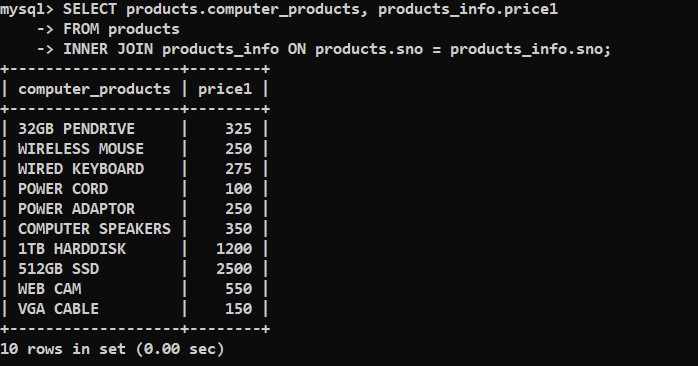 mysql> SELECT products.computer_products, products_info.price1
    -> FROM products
    -> INNER JOIN products_info ON products.sno = products_info.sno;
+-------------------+--------+
| computer_products | price1 |
+-------------------+--------+
| 32GB PENDRIVE     |    325 |
| WIRELESS MOUSE    |    250 |
| WIRED KEYBOARD    |    275 |
| POWER CORD        |    100 |
| POWER ADAPTOR     |    250 |
| COMPUTER SPEAKERS |    350 |
| 1TB HARDDISK      |   1200 |
| 512GB SSD         |   2500 |
| WEB CAM           |    550 |
| VGA CABLE         |    150 |
+-------------------+--------+
10 rows in set (0.00 sec)